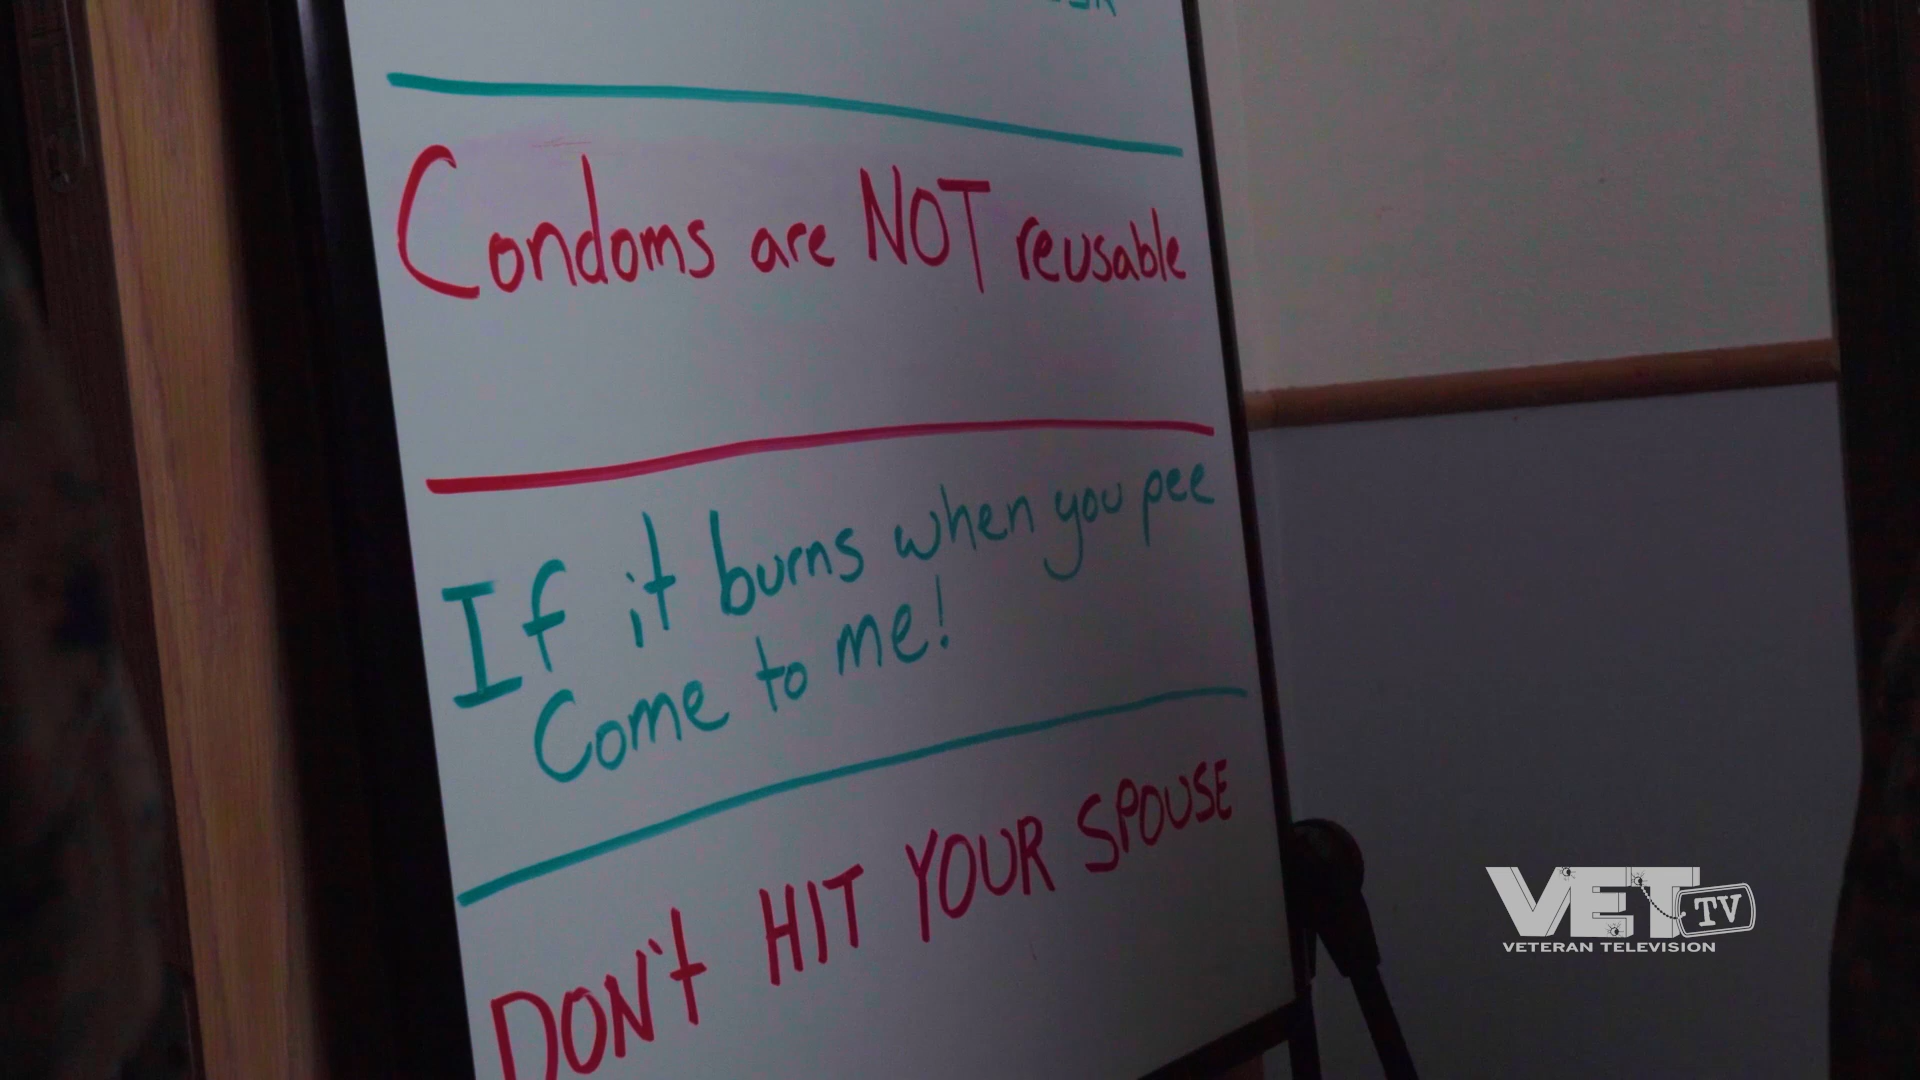 Condoms are NOT reusable
If it burns when you pee
Come to me!
DON't HIT YOUR SPOUSE
VET TV
VETERAN TELEVISION